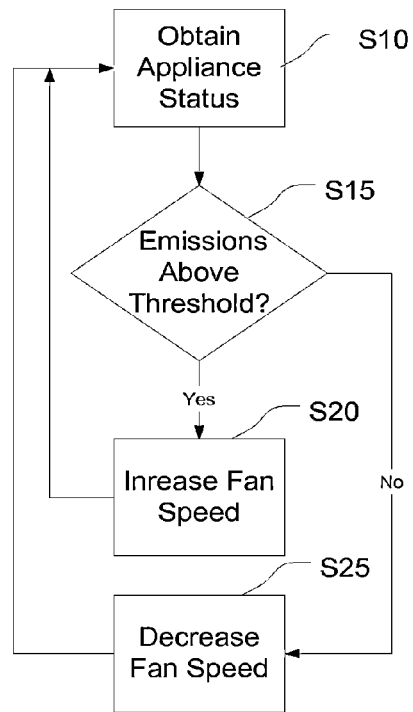 Obtain
Appliance
Status
S10
S15
Emissions
Above
Threshold?
Yes
S20
Inrease Fan
Speed
No
S25
Decrease
Fan Speed